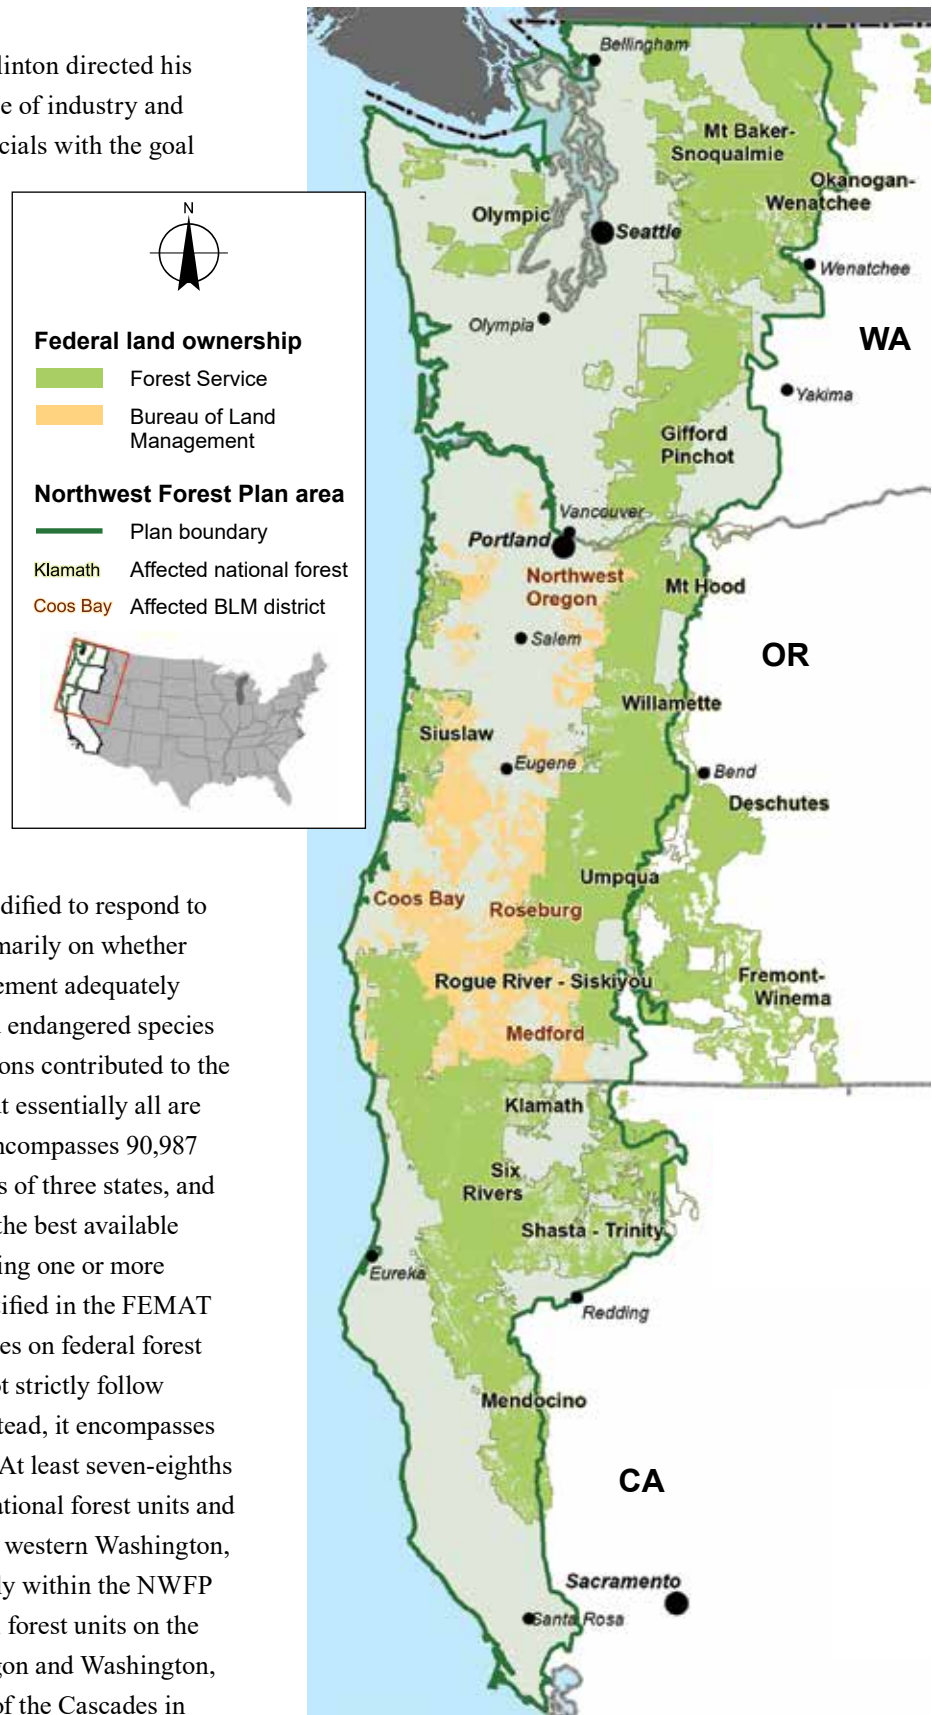 linton directed his
e of industry and
cials with the goal
N
Federal land ownership
Forest Service
Bureau of Land
Management
Northwest Forest Plan area
Plan boundary
Klamath Affected national forest
Coos Bay Affected BLM district
dified to respond to
marily on whether
ement adequately
endangered species
ons contributed to the
t essentially all are
ncompasses 90,987
s of three states, and
the best available
ing one or more
tified in the FEMAT
es on federal forest
t strictly follow
tead, it encompasses
At least seven-eighths
ational forest units and
western Washington,
ly within the NWFP
forest units on the
gon and Washington,
of the Cascades in
Bellingham
Mt Baker-
Snoqualmie
Okanogan-
Wenatchee
Olympic
Seattle
Wenatchee
Olympia
WA
Yakima
Gifford
Pinchot
Vancouver
Portland
Northwest
Oregon
Mt Hood
Salem
OR
Willamette
Siuslaw
Eugene
Bend
Deschutes
Umpqua
Coos Bay
Roseburg
Rogue River - Siskiyou
Fremont-
Winema
Medford
Klamath
Six
Rivers
Shasta - Trinity
Eureka
Redding
Mendocino
CA
Sacramento
Santa Rosa